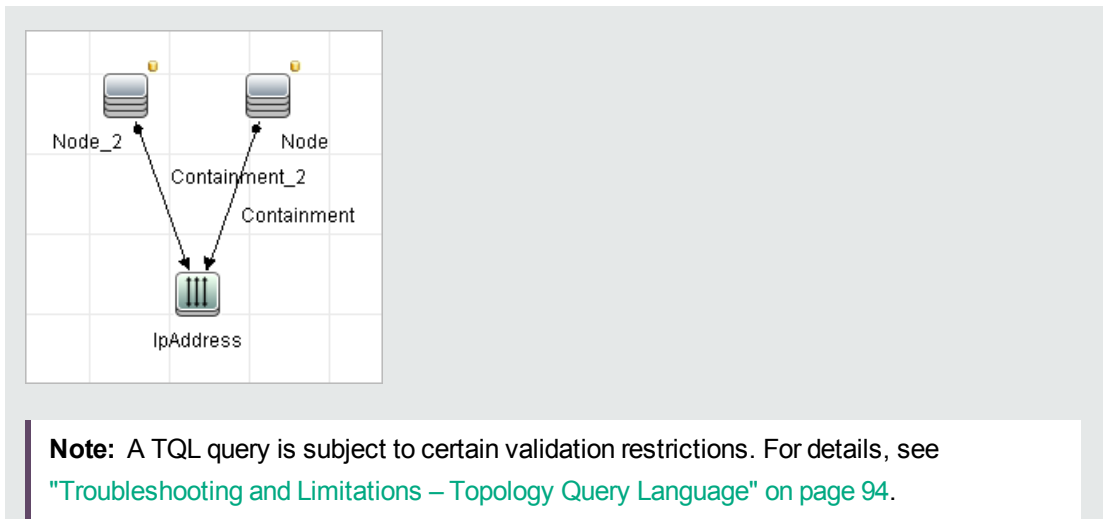 Node_2
Node
Containment_2
Containment
IpAddress
Note: A TQL query is subject to certain validation restrictions. For details, see
"Troubleshooting and Limitations – Topology Query Language" on page 94.